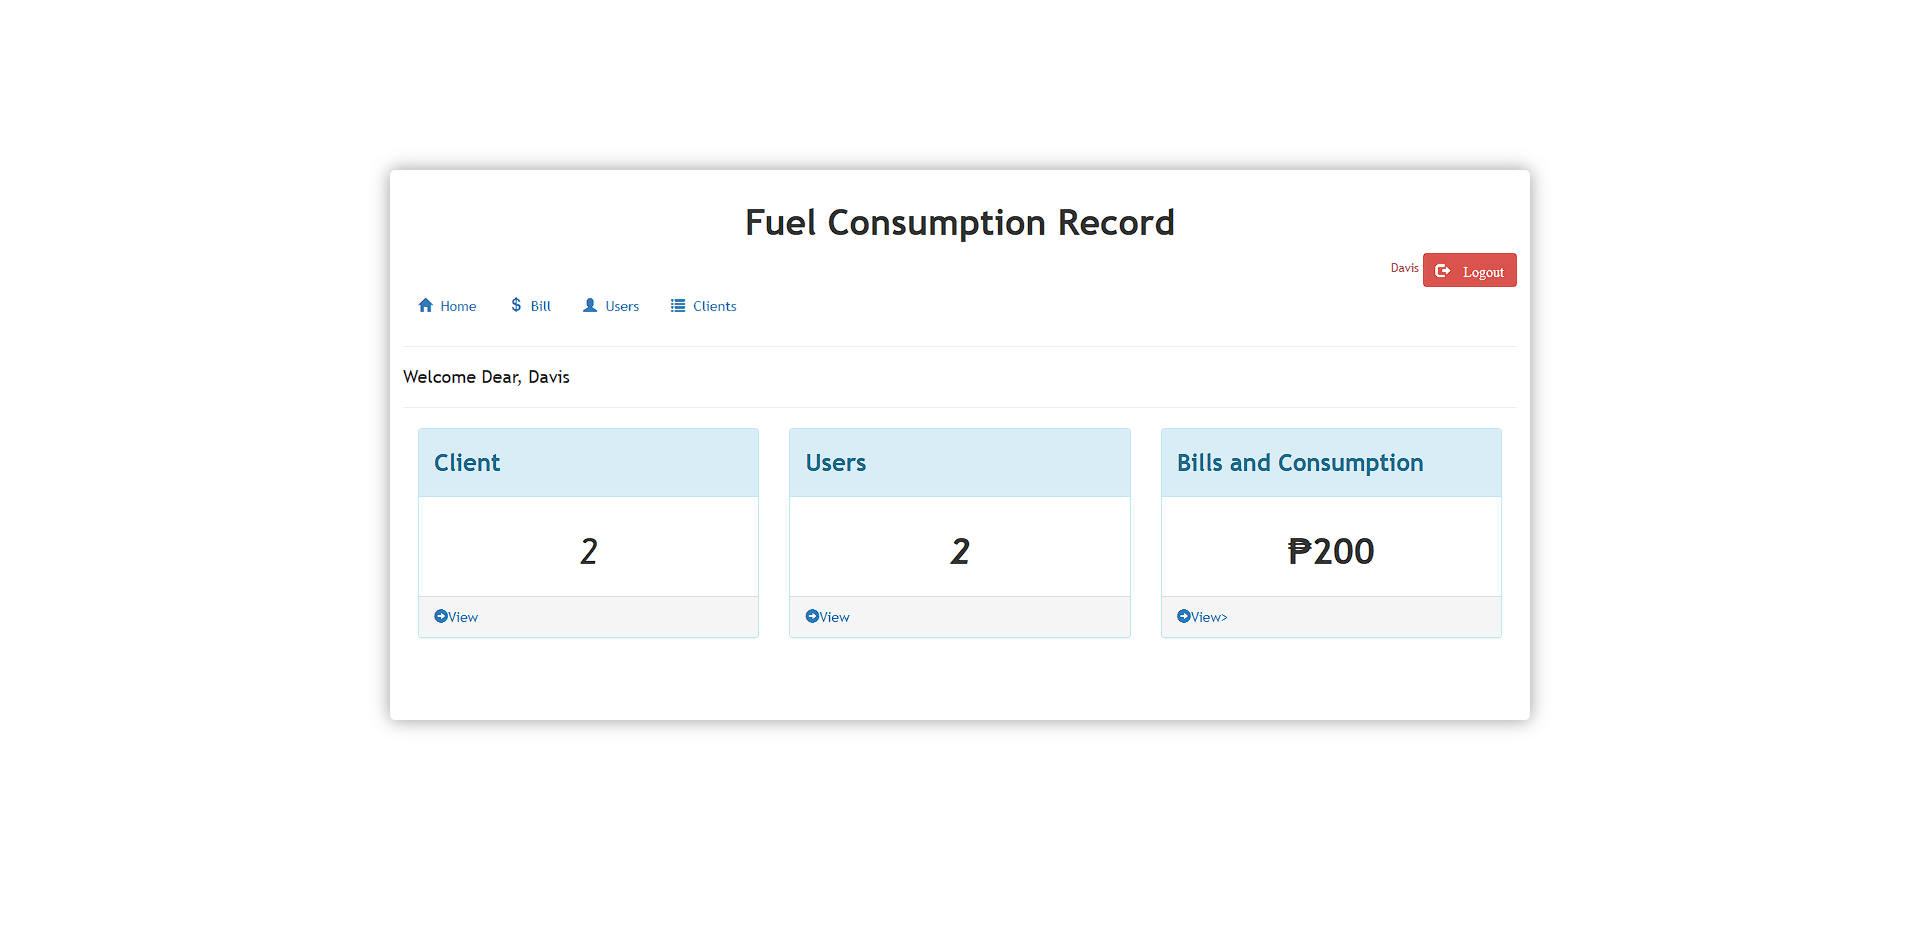 Fuel Consumption Record
Davis Logout
Home $ Bill Users Clients
Welcome Dear, Davis
Client Users Bills and Consumption
2 2 ₱200
View View View>